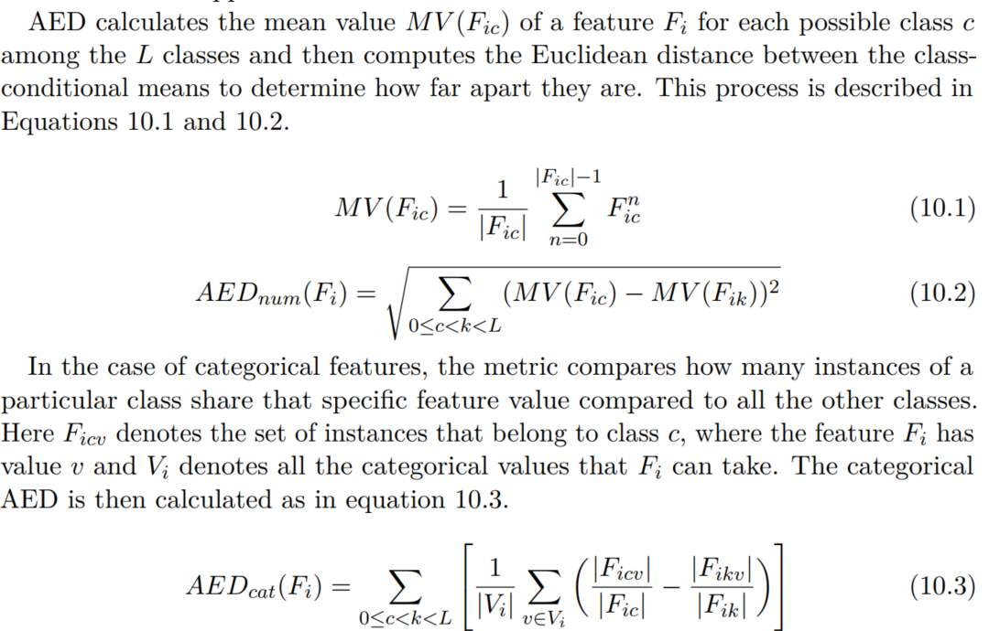 AED calculates the mean value MV(F_{ic}) of a feature F_i for each possible class c
among the L classes and then computes the Euclidean distance between the class-
conditional means to determine how far apart they are. This process is described in
Equations 10.1 and 10.2.
MV(F_{ic}) = \frac{1}{|F_{ic}|} \sum_{n=0}^{|F_{ic}|-1} F_{ic}^{n} (10.1)
AED_{num}(F_i) = \sqrt{\sum_{0 \leq c<k<L} (MV(F_{ic}) - MV(F_{ik}))^2} (10.2)
In the case of categorical features, the metric compares how many instances of a
particular class share that specific feature value compared to all the other classes.
Here F_{icv} denotes the set of instances that belong to class c, where the feature F_i has
value v and V_i denotes all the categorical values that F_i can take. The categorical
AED is then calculated as in equation 10.3.
AED_{cat}(F_i) = \sum_{0 \leq c<k<L} \left[ \frac{1}{|V_i|} \sum_{v \in V_i} \left( \frac{|F_{icv}|}{|F_{ic}|} - \frac{|F_{ikv}|}{|F_{ik}|} \right) \right] (10.3)